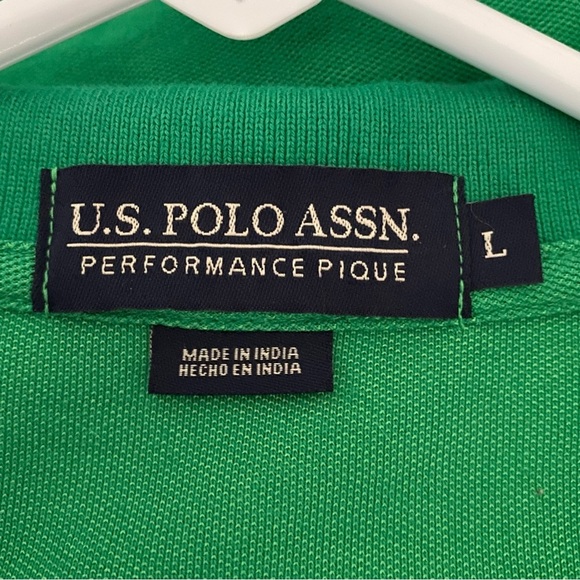 U.S. POLO ASSN.
PERFORMANCE PIQUE
L
MADE IN INDIA
HECHO EN INDIA